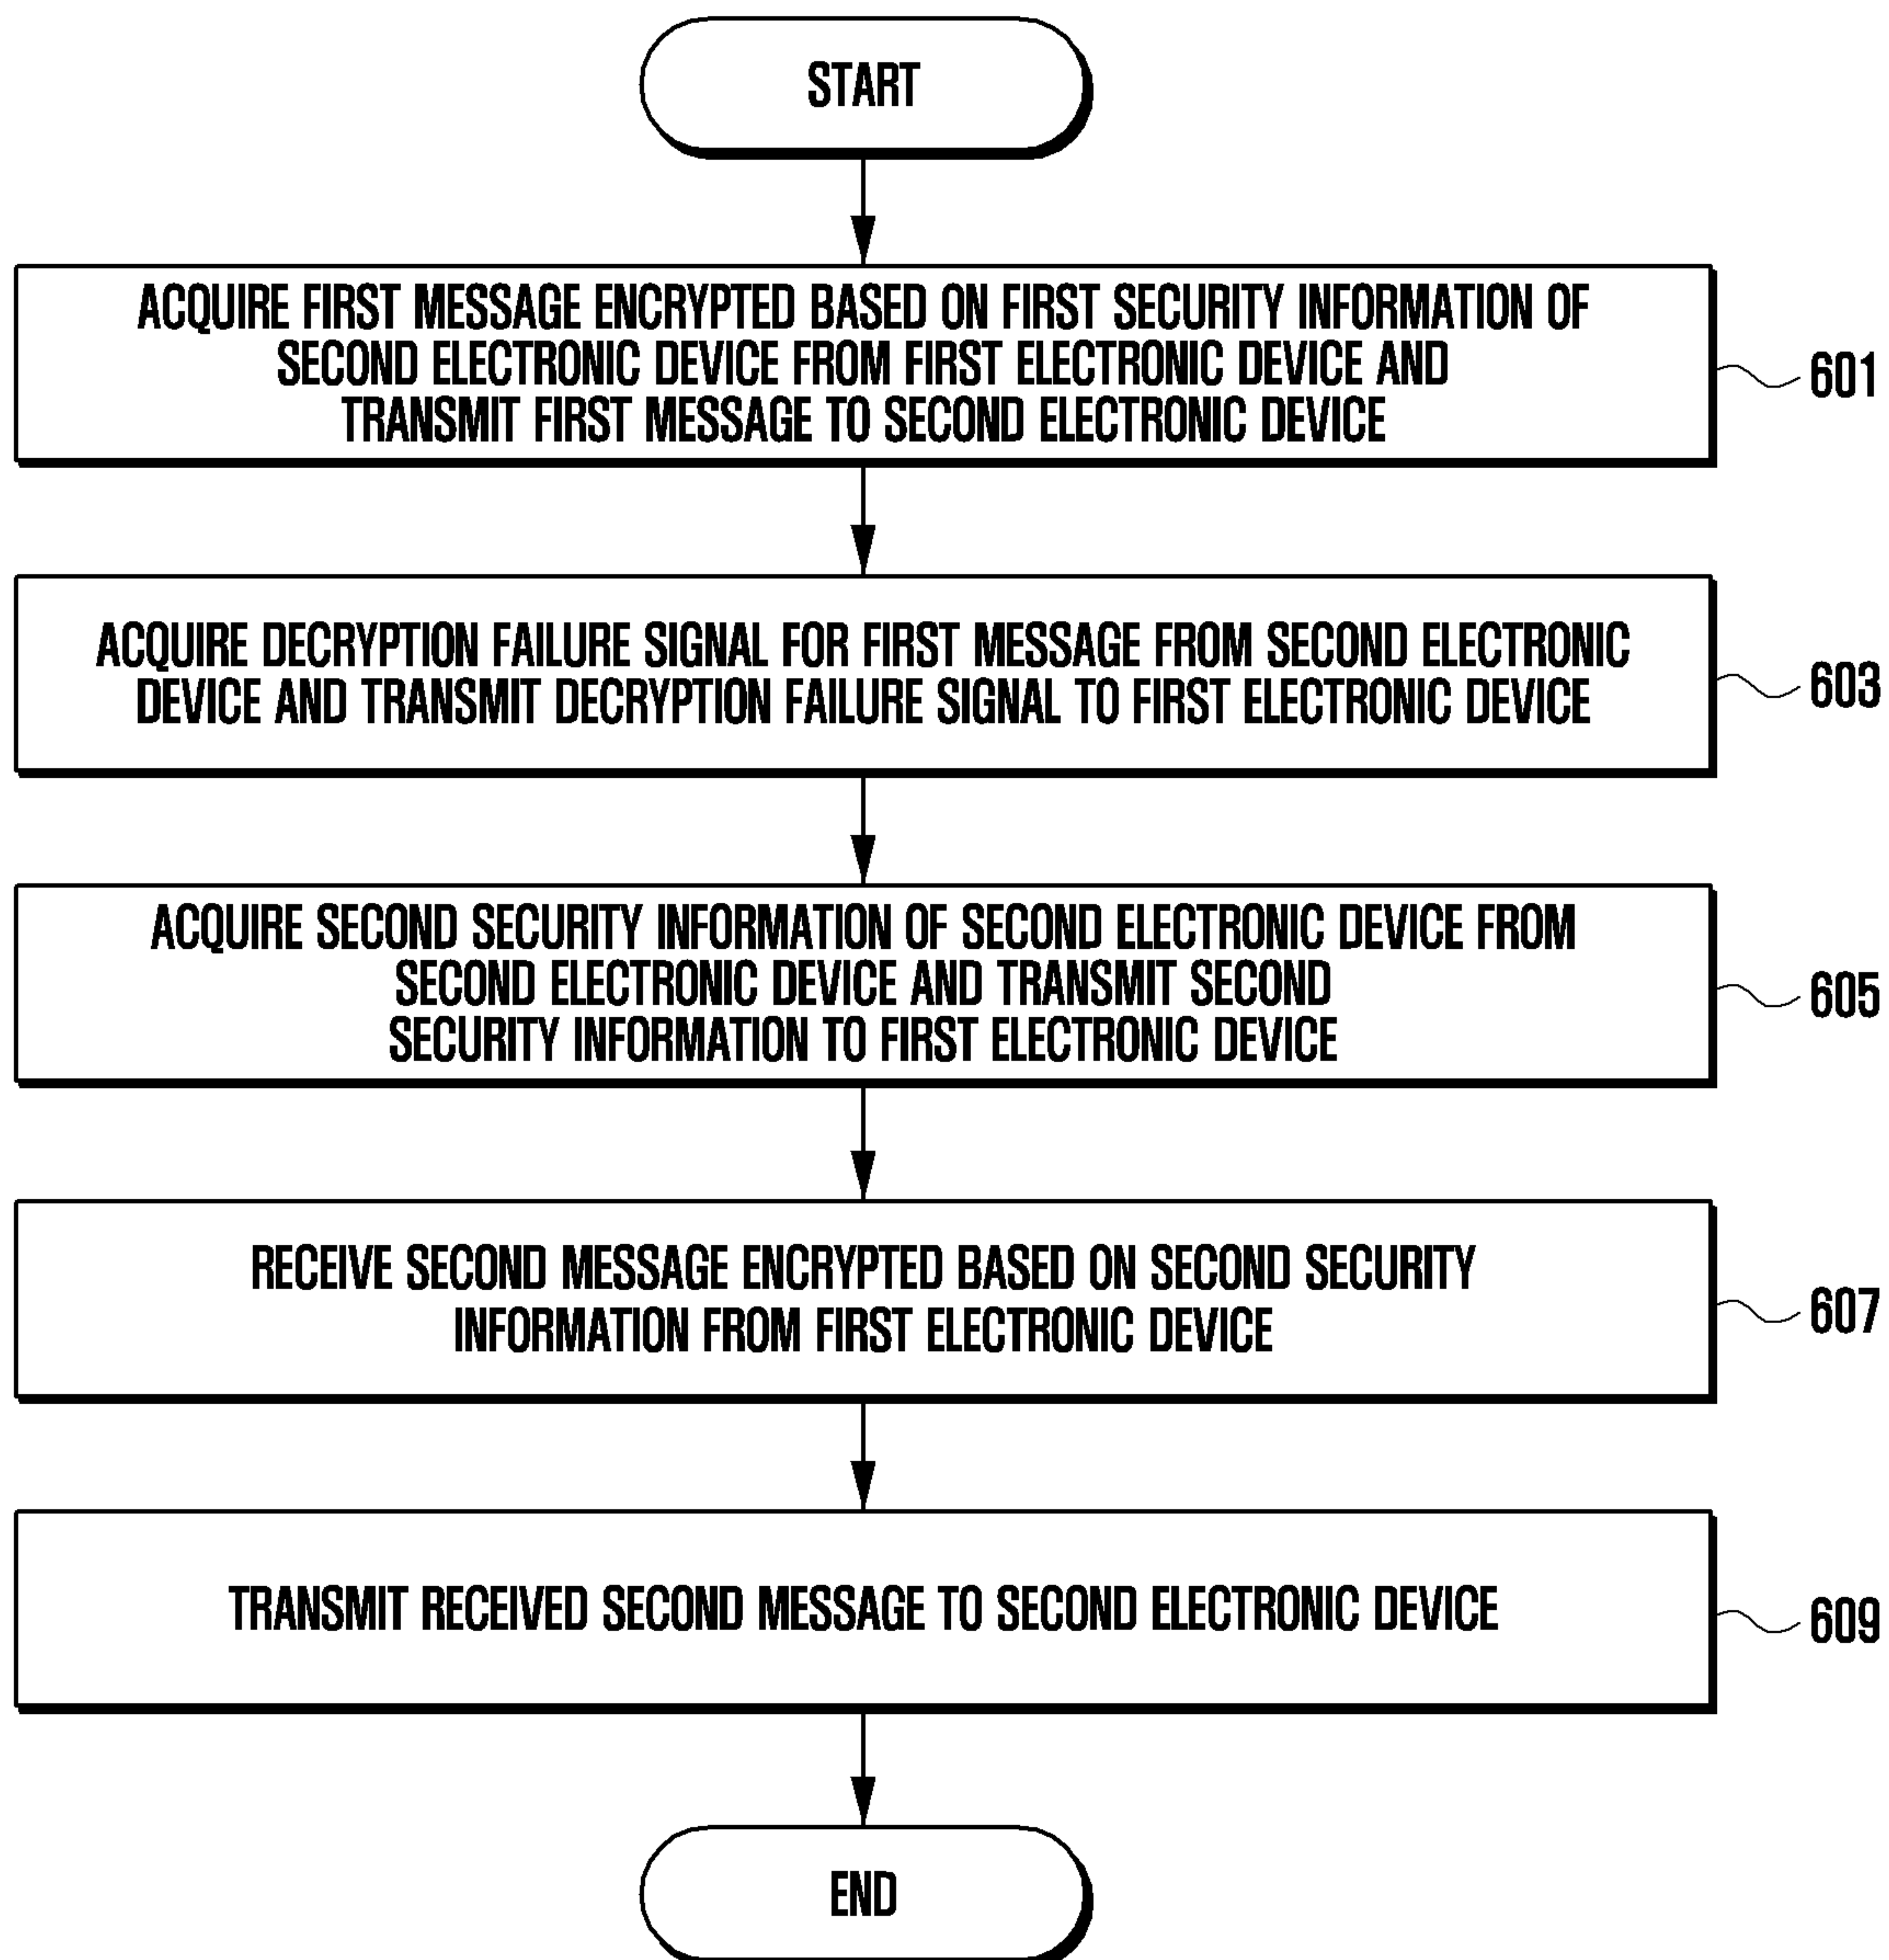 START
ACQUIRE FIRST MESSAGE ENCRYPTED BASED ON FIRST SECURITY INFORMATION OF
SECOND ELECTRONIC DEVICE FROM FIRST ELECTRONIC DEVICE AND
TRANSMIT FIRST MESSAGE TO SECOND ELECTRONIC DEVICE
601
ACQUIRE DECRYPTION FAILURE SIGNAL FOR FIRST MESSAGE FROM SECOND ELECTRONIC
DEVICE AND TRANSMIT DECRYPTION FAILURE SIGNAL TO FIRST ELECTRONIC DEVICE
603
ACQUIRE SECOND SECURITY INFORMATION OF SECOND ELECTRONIC DEVICE FROM
SECOND ELECTRONIC DEVICE AND TRANSMIT SECOND
SECURITY INFORMATION TO FIRST ELECTRONIC DEVICE
605
RECEIVE SECOND MESSAGE ENCRYPTED BASED ON SECOND SECURITY
INFORMATION FROM FIRST ELECTRONIC DEVICE
607
TRANSMIT RECEIVED SECOND MESSAGE TO SECOND ELECTRONIC DEVICE
609
END